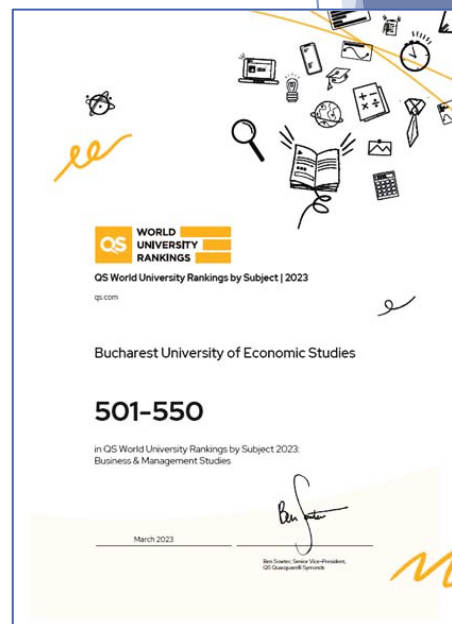 QS
WORLD
UNIVERSITY
RANKINGS
QS World University Rankings by Subject | 2023
qs.com
Bucharest University of Economic Studies
501-550
in QS World University Rankings by Subject 2023:
Business & Management Studies
March 2023
Ben Sowter, Senior Vice-President,
QS Quacquarelli Symonds